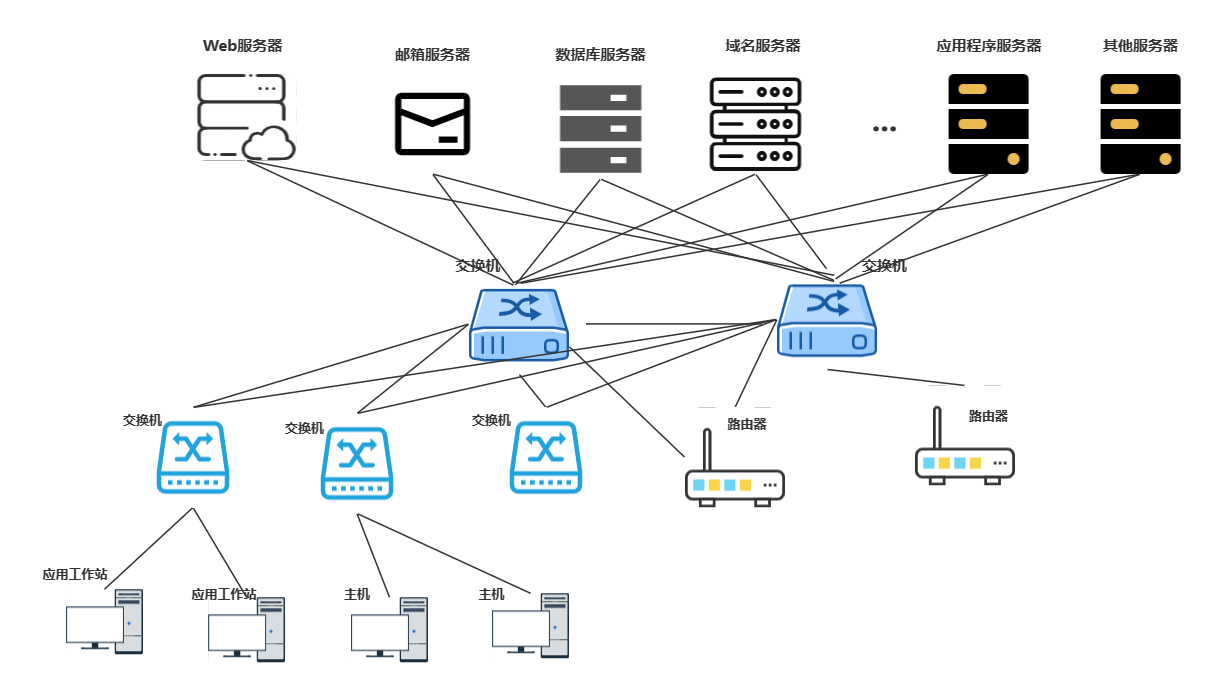 Web服务器
邮箱服务器
数据库服务器
域名服务器
...
应用程序服务器
其他服务器
交换机
交换机
交换机
交换机
交换机
路由器
路由器
应用工作站
应用工作站
主机
主机